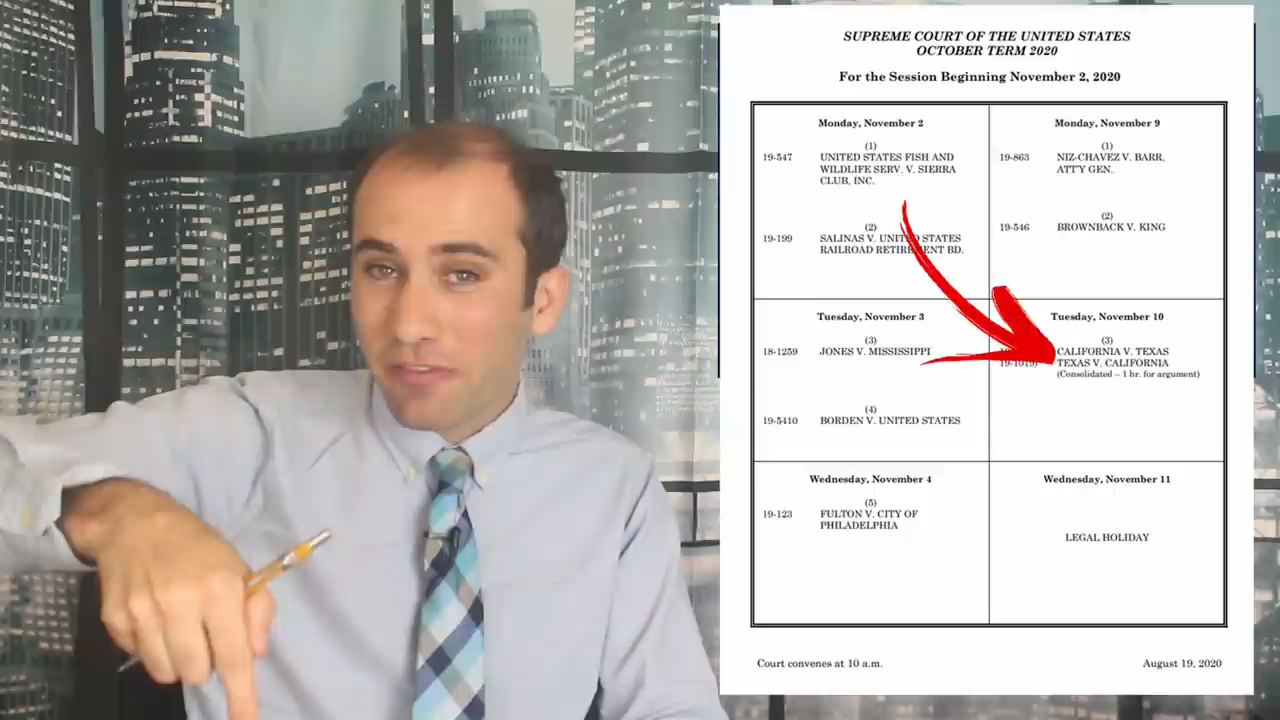 SUPREME COURT OF THE UNITED STATES
OCTOBER TERM 2020
For the Session Beginning November 2, 2020
Monday, November 2
(1)
19-547 UNITED STATES FISH AND
WILDLIFE SERV. V. SIERRA
CLUB, INC.
(2)
19-199 SALINAS V. UNITED STATES
RAILROAD RETIREMENT BD.
Monday, November 9
(1)
19-863 NIZ-CHAVEZ V. BARR,
ATT'Y GEN.
(2)
19-546 BROWNBACK V. KING
Tuesday, November 3
(3)
18-1259 JONES V. MISSISSIPPI
(4)
19-5410 BORDEN V. UNITED STATES
Tuesday, November 10
(3)
CALIFORNIA V. TEXAS
19-1019) TEXAS V. CALIFORNIA
(Consolidated – 1 hr. for argument)
Wednesday, November 4
(5)
19-123 FULTON V. CITY OF
PHILADELPHIA
Wednesday, November 11
LEGAL HOLIDAY
Court convenes at 10 a.m. August 19, 2020